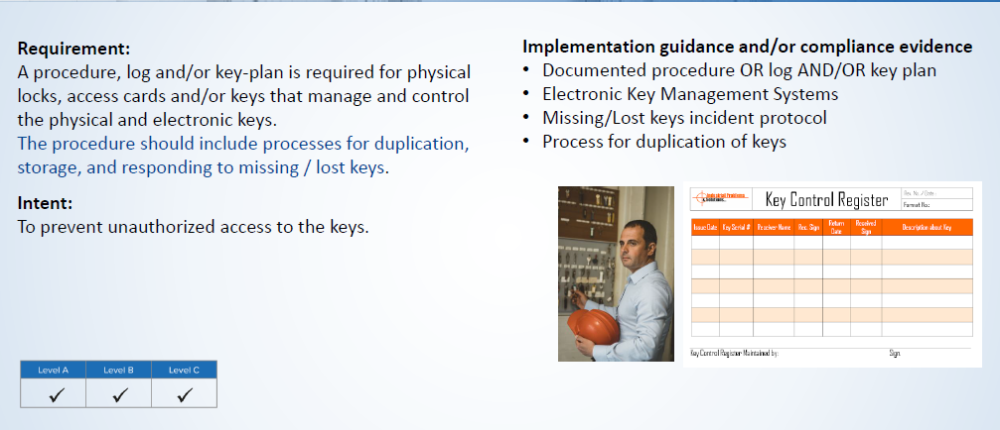 Requirement:
A procedure, log and/or key-plan is required for physical
locks, access cards and/or keys that manage and control
the physical and electronic keys.
The procedure should include processes for duplication,
storage, and responding to missing / lost keys.
Intent:
To prevent unauthorized access to the keys.
Level A Level B Level C
✓ ✓ ✓
Implementation guidance and/or compliance evidence
• Documented procedure OR log AND/OR key plan
• Electronic Key Management Systems
• Missing/Lost keys incident protocol
• Process for duplication of keys
Key Control Register
Rev. No. / Date:
Format No.:
Issue Date Key Serial # Receiver Name Rec. Sign Return Date Received Sign Description about Key
Key Control Register Maintained by: Sign.